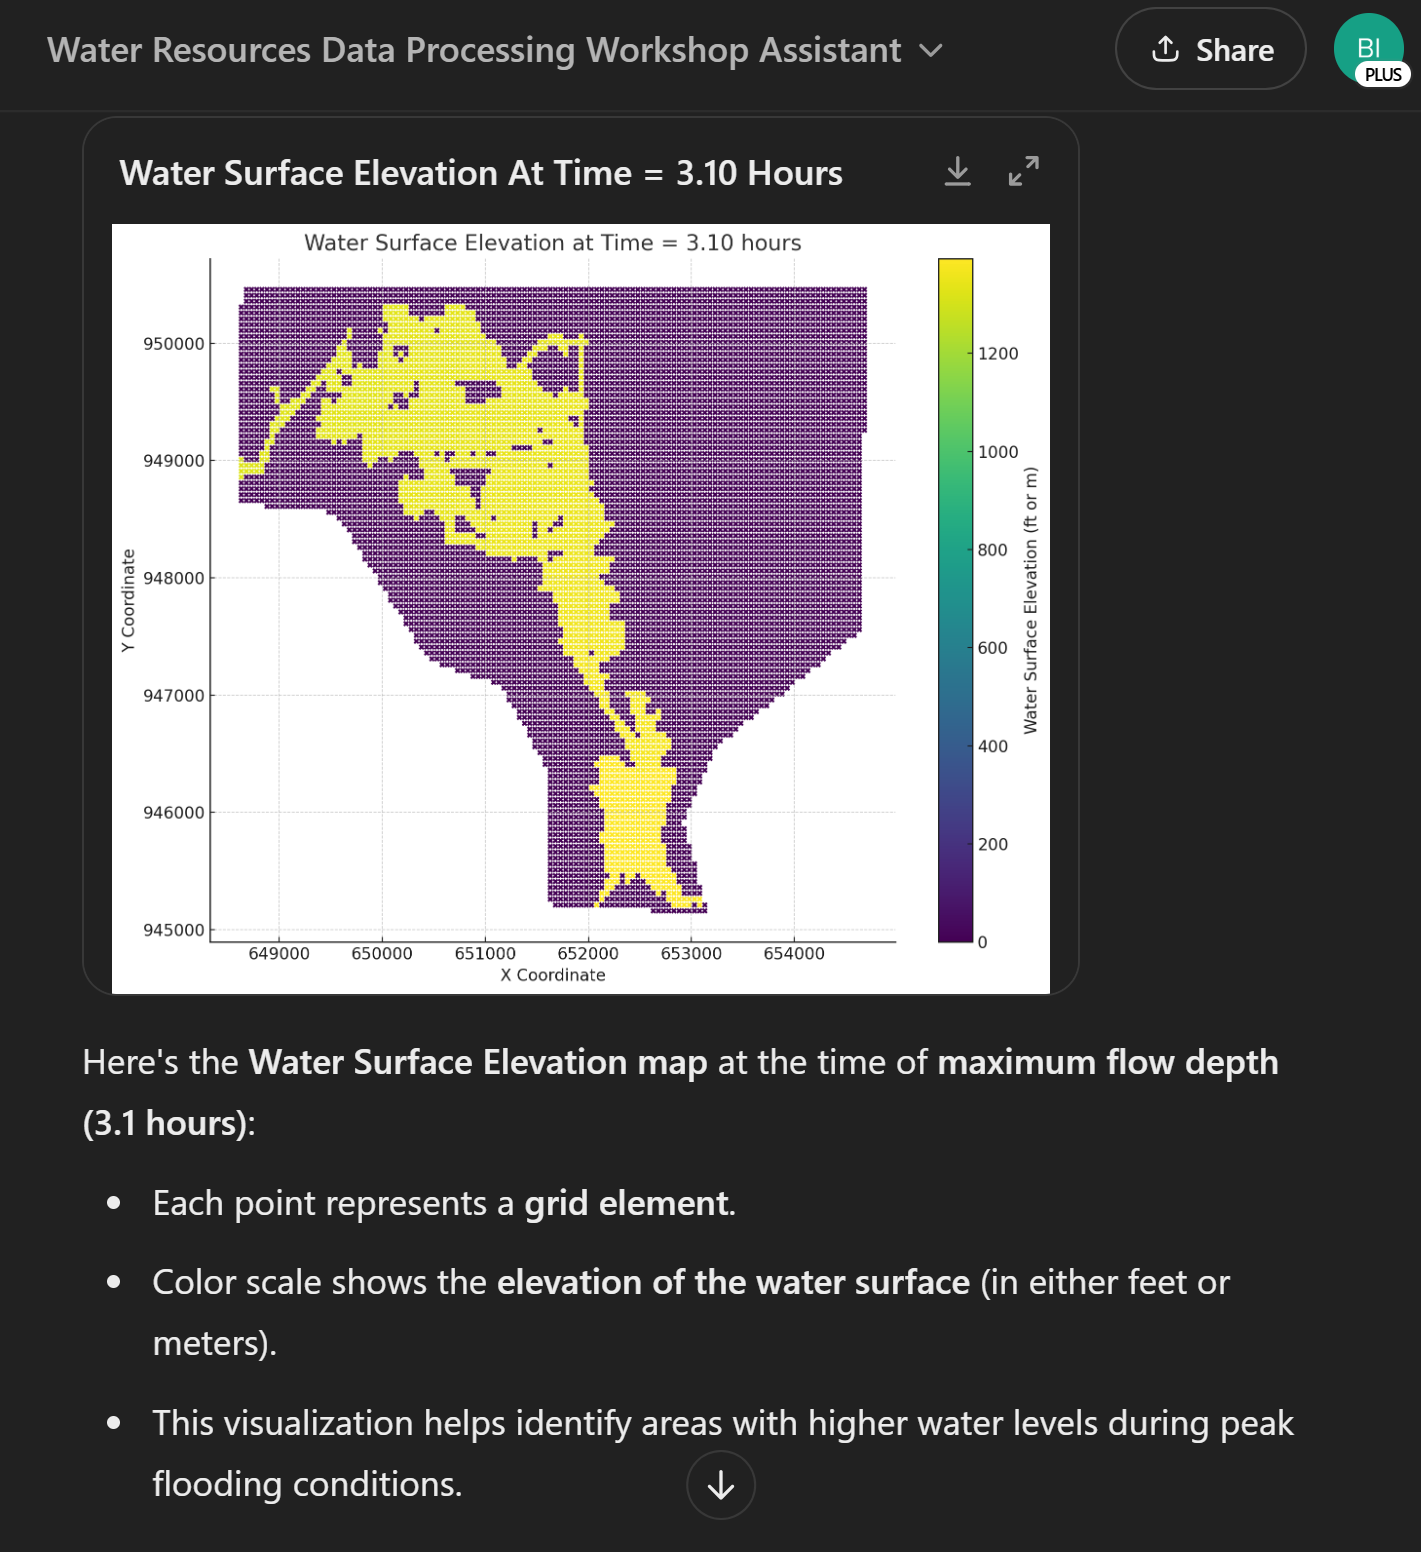 Water Resources Data Processing Workshop Assistant
Share
BI
PLUS
Water Surface Elevation At Time = 3.10 Hours
Water Surface Elevation at Time = 3.10 hours
950000
949000
948000
947000
946000
945000
Y Coordinate
649000 650000 651000 652000 653000 654000
X Coordinate
1200
1000
800
600
400
200
0
Water Surface Elevation (ft or m)
Here's the Water Surface Elevation map at the time of maximum flow depth
(3.1 hours):
• Each point represents a grid element.
• Color scale shows the elevation of the water surface (in either feet or
meters).
• This visualization helps identify areas with higher water levels during peak
flooding conditions.